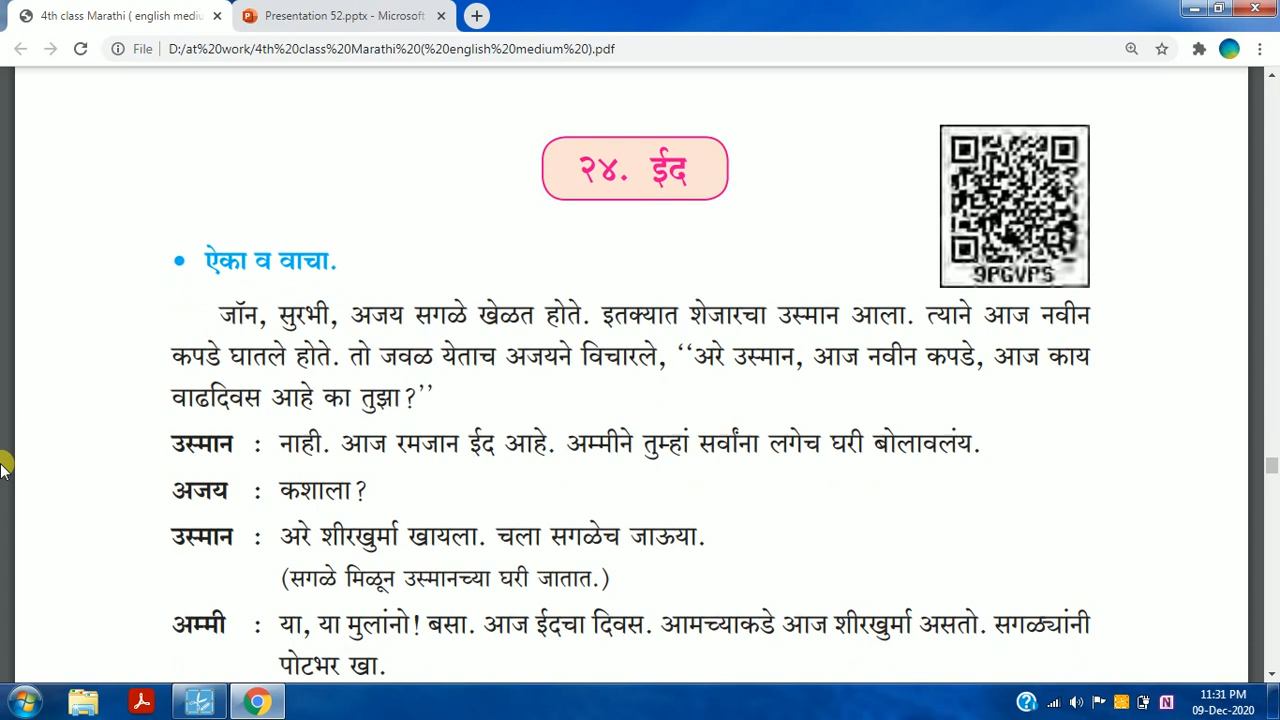 4th class Marathi ( english mediu
Presentation 52.pptx - Microsoft
File
D:/at%20work/4th%20class%20Marathi%20(%20english%20medium%20).pdf
२४. ईद
9PGVPS
• ऐका व वाचा.
जॉन, सुरभी, अजय सगळे खेळत होते. इतक्यात शेजारचा उस्मान आला. त्याने आज नवीन
कपडे घातले होते. तो जवळ येताच अजयने विचारले, ‘‘अरे उस्मान, आज नवीन कपडे, आज काय
वाढदिवस आहे का तुझा?’’
उस्मान : नाही. आज रमजान ईद आहे. अम्मीने तुम्हां सर्वांना लगेच घरी बोलावलंय.
अजय : कशाला?
उस्मान : अरे शीरखुर्मा खायला. चला सगळेच जाऊया.
(सगळे मिळून उस्मानच्या घरी जातात.)
अम्मी : या, या मुलांनो! बसा. आज ईदचा दिवस. आमच्याकडे आज शीरखुर्मा असतो. सगळ्यांनी
पोटभर खा.
11:31 PM
09-Dec-2020